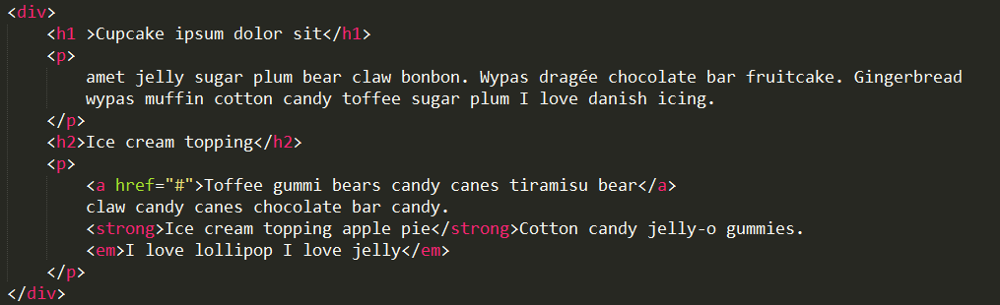 <div>
<h1 >Cupcake ipsum dolor sit</h1>
<p>
amet jelly sugar plum bear claw bonbon. Wypas dragée chocolate bar fruitcake. Gingerbread
wypas muffin cotton candy toffee sugar plum I love danish icing.
</p>
<h2>Ice cream topping</h2>
<p>
<a href="#">Toffee gummi bears candy canes tiramisu bear</a>
claw candy canes chocolate bar candy.
<strong>Ice cream topping apple pie</strong>Cotton candy jelly-o gummies.
<em>I love lollipop I love jelly</em>
</p>
</div>